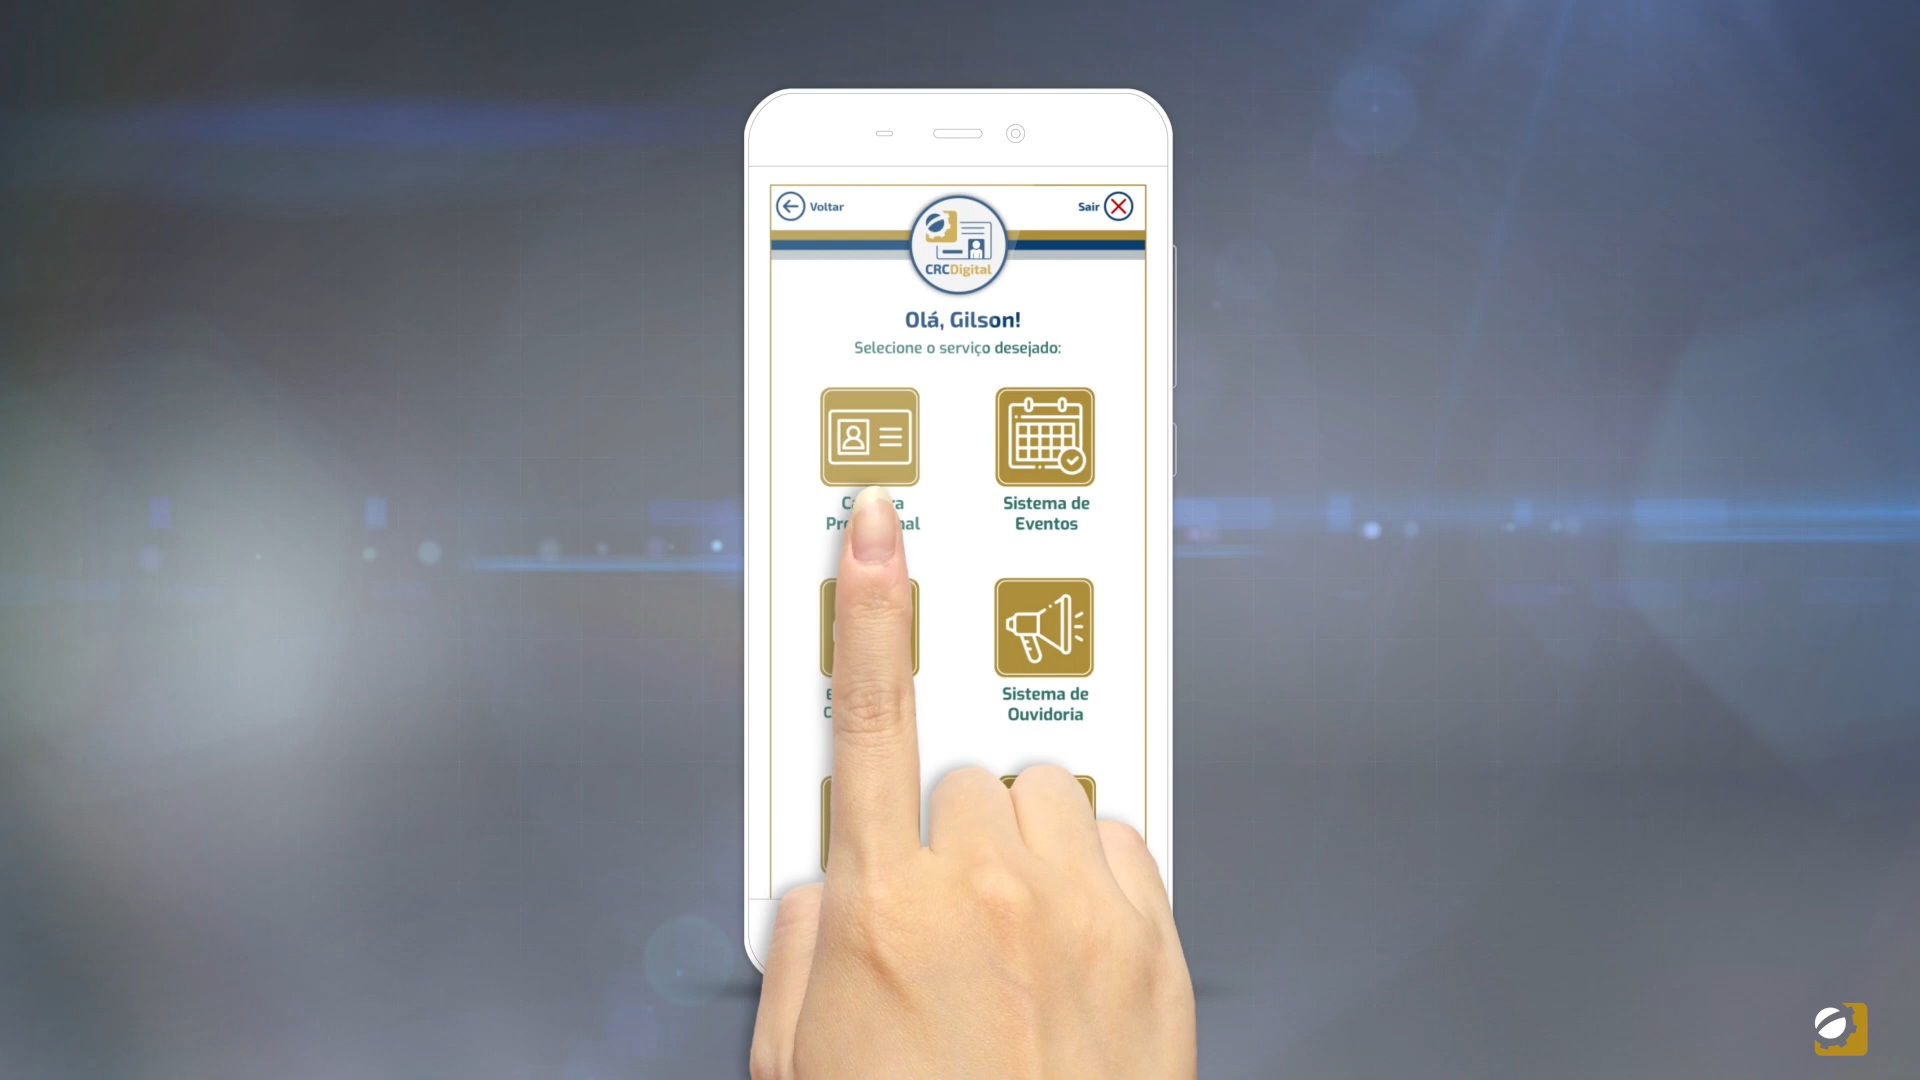 Voltar
Sair
CRCDigital
Olá, Gilson!
Selecione o serviço desejado:
Sistema de
Eventos
Sistema de
Ouvidoria